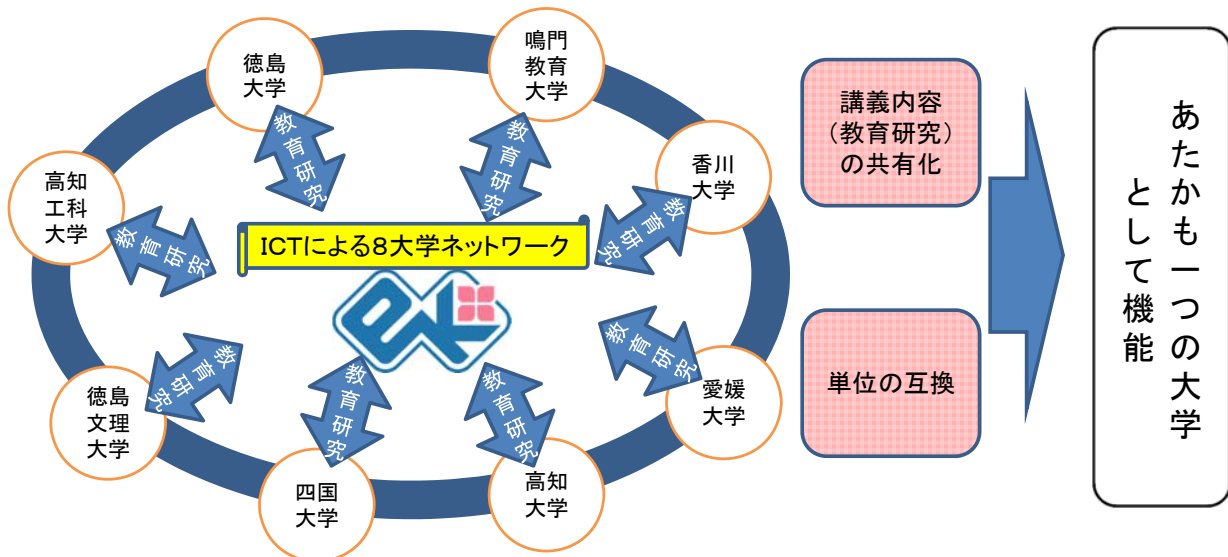 徳島
大学
鳴門
教育
大学
香川
大学
愛媛
大学
高知
大学
四国
大学
徳島
文理
大学
高知
工科
大学
教育研究
教育研究
教育研究
教育研究
教育研究
教育研究
教育研究
教育研究
ICTによる8大学ネットワーク
講義内容
（教育研究）
の共有化
単位の互換
あたかも一つの大学
として機能